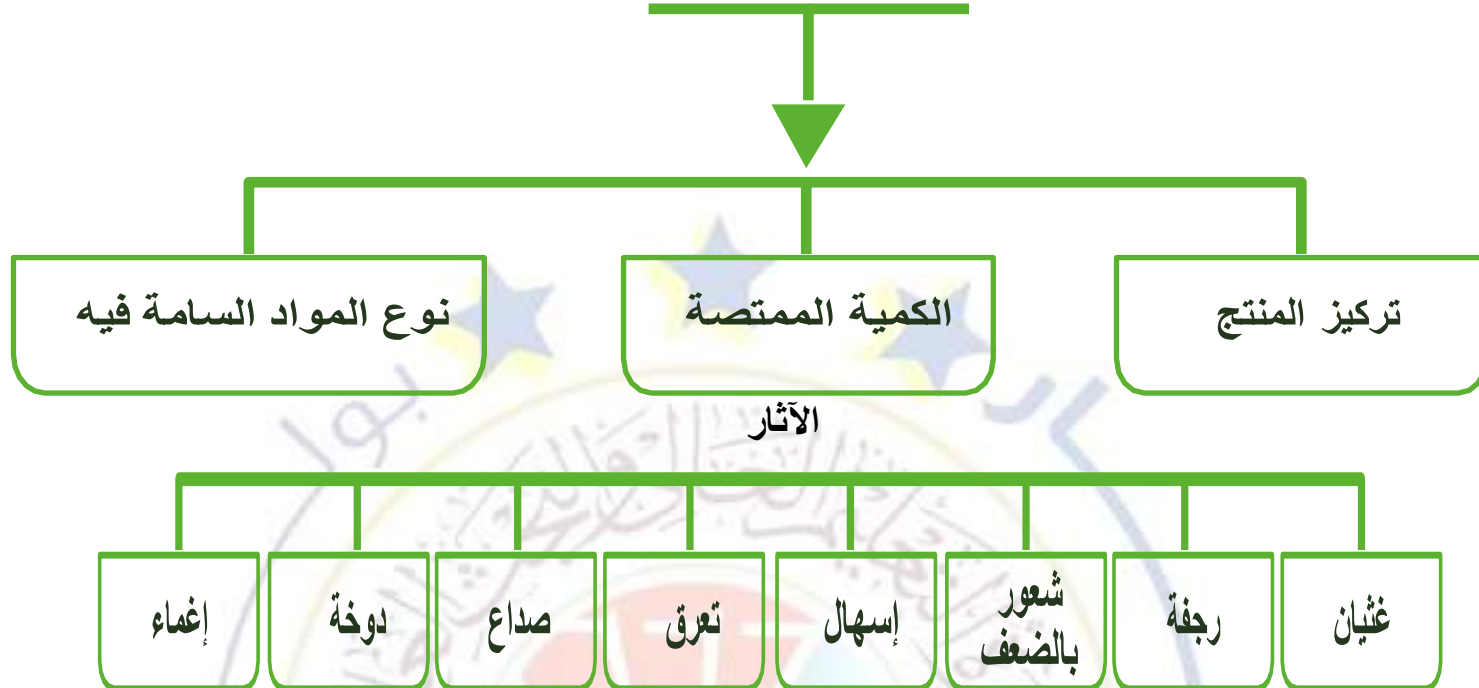 تركيز المنتج
الكمية الممتصة
نوع المواد السامة فيه
الآثار
غثيان
رجفة
شعور
بالضعف
إسهال
تعرق
صداع
دوخة
إغماء